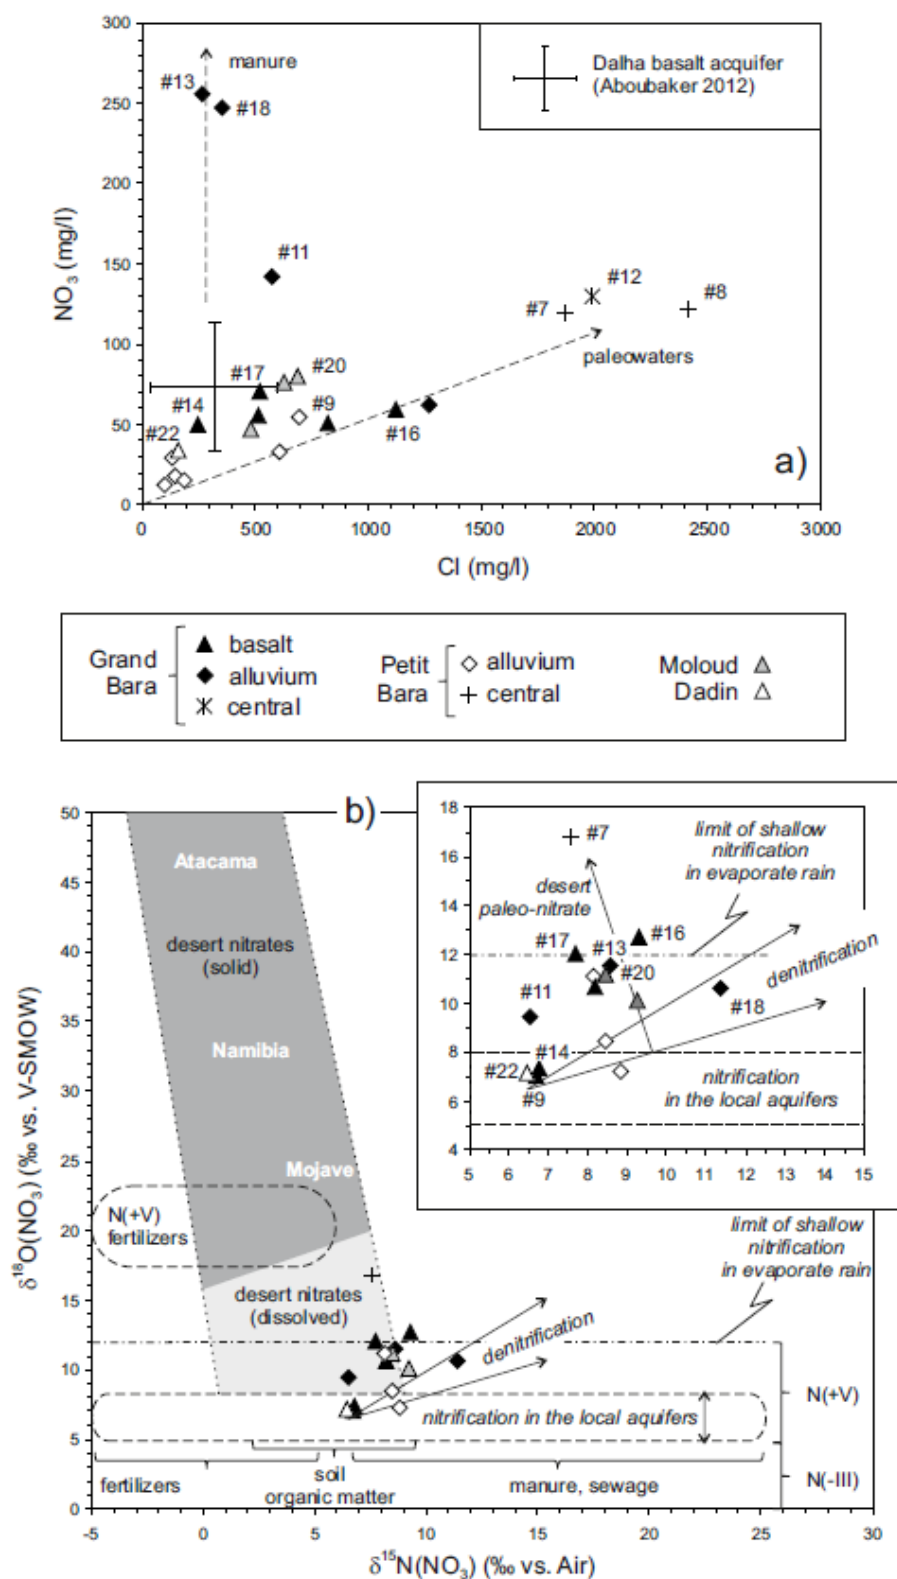 300
250
200
150
100
50
0
NO3 (mg/l)
#13
manure
#18
Dalha basalt acquifer
(Aboubaker 2012)
#11
#12
#7
#8
#17
#20
paleowaters
#14
#9
#16
#22
a)
0 500 1000 1500 2000 2500 3000
Cl (mg/l)
Grand
Bara
basalt
alluvium
central
Petit
Bara
alluvium
central
Moloud
Dadin
b)
50
45
40
35
30
25
20
15
10
5
0
δ18O(NO3) (‰ vs. V-SMOW)
Atacama
desert nitrates
(solid)
Namibia
Mojave
N(+V)
fertilizers
desert nitrates
(dissolved)
denitrification
nitrification in the local aquifers
limit of shallow
nitrification
in evaporate rain
N(+V)
N(-III)
fertilizers
soil
organic matter
manure, sewage
-5 0 5 10 15 20 25 30
δ15N(NO3) (‰ vs. Air)
18
16
14
12
10
8
6
4
#7
limit of shallow
nitrification
in evaporate rain
desert
paleo-nitrate
#17
#13
#16
#20
denitrification
#11
#18
#14
#22
#9
nitrification
in the local aquifers
5 6 7 8 9 10 11 12 13 14 15